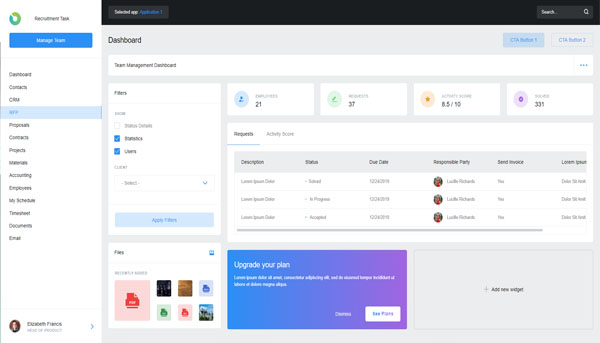 Recruitment Task
Selected app Application 1
Search...
Manage Team
Dashboard
CTA Button 1
CTA Button 2
Team Management Dashboard
Dashboard
Contacts
CRM
Proposals
Contracts
Projects
Materials
Accounting
Employees
My Schedule
Timesheet
Documents
Email
Elizabeth Francis
HEAD OF PRODUCT
Filters
SHOW
Status Details
Statistics
Users
CLIENT
- Select -
Apply Filters
EMPLOYEES
21
REQUESTS
37
ACTIVITY SCORE
8.5 / 10
SOLVED
331
Requests
Activity Score
Description Status Due Date Responsible Party Send Invoice Lorem Ipsum
Lorem Ipsum Dolor Solved 12/24/2019 Lucille Richards You Dolor Sit Amet
Lorem Ipsum Dolor In Progress 12/24/2019 Lucille Richards You Dolor Sit Amet
Lorem Ipsum Dolor Accepted 12/24/2019 Lucille Richards You Dolor Sit Amet
Files
RECENTLY ADDED
Upgrade your plan
Lorem ipsum dolor sit amet, consectetur adipiscing elit, sed do eiusmod tempor incididunt ut
labore et dolore magna aliqua.
Dismiss
See Plans
Add new widget